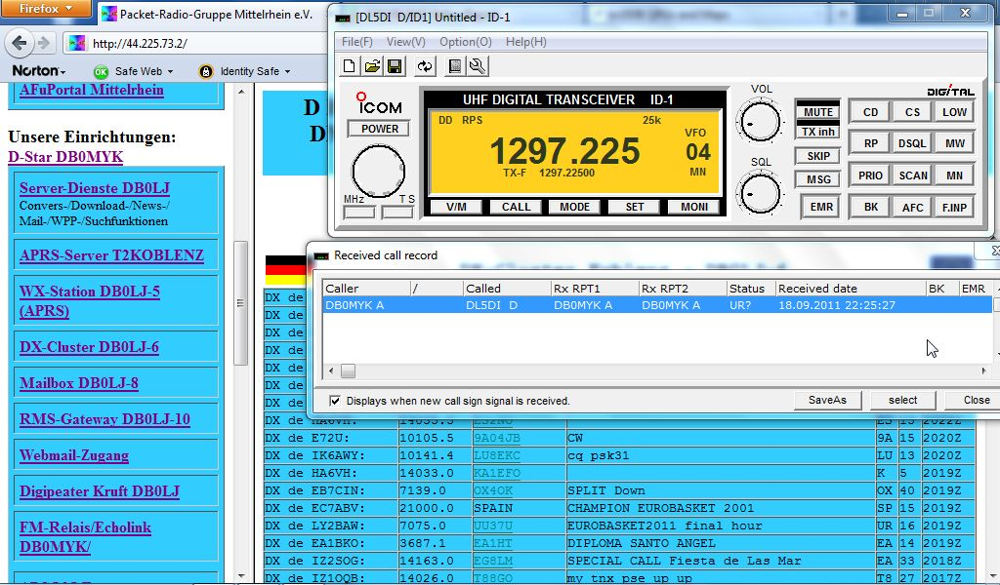 Firefox
Packet-Radio-Gruppe Mittelrhein e.V.
http://44.225.73.2/
Norton
OK Safe Web
Identity Safe
AFuPortal Mittelrhein
Unsere Einrichtungen:
D-Star DB0MYK
Server-Dienste DB0LJ
Convers-/Download-/News-/
Mail-/WPP-/Suchfunktionen
APRS-Server T2KOBLENZ
WX-Station DB0LJ-5
(APRS)
DX-Cluster DB0LJ-6
Mailbox DB0LJ-8
RMS-Gateway DB0LJ-10
Webmail-Zugang
Digipeater Kruft DB0LJ
FM-Relais/Echolink
DB0MYK/
[DL5DI D/ID1] Untitled - ID-1
File(F) View(V) Option(O) Help(H)
ICOM
POWER
MHz TS
UHF DIGITAL TRANSCEIVER ID-1
DD RPS 25k
1297.225
VFO
04
MN
TX-F 1297.22500
V/M CALL MODE SET MONI
VOL
SQL
MUTE
TX inh
SKIP
MSG
EMR
DIGITAL
CD CS LOW
RP DSQL MW
PRIO SCAN MN
BK AFC F.INP
Received call record
Caller / Called Rx RPT1 Rx RPT2 Status Received date BK EMR
DB0MYK A DL5DI D DB0MYK A DB0MYK A UR? 18.09.2011 22:25:27
Displays when new call sign signal is received.
SaveAs select Close
DX de
DX de
DX de
DX de
DX de
DX de
DX de
DX de HA6VH: 14033.5 ES2NO ES 15 2022Z
DX de E72U: 10105.5 9A04JB CW 9A 15 2020Z
DX de IK6AWY: 10141.4 LU8EKC cq psk31 LU 13 2020Z
DX de HA6VH: 14033.0 KA1EFO K 5 2019Z
DX de EB7CIN: 7139.0 OX4OK SPLIT Down OX 40 2019Z
DX de EC7ABV: 21000.0 SPAIN CHAMPION EUROBASKET 2001 SP 15 2019Z
DX de LY2BAW: 7075.0 UU37U EUROBASKET2011 final hour UR 16 2019Z
DX de EA1BKO: 3687.1 EA1HT DIPLOMA SANTO ANGEL EA 14 2019Z
DX de IZ2SOG: 14163.0 EG8LM SPECIAL CALL Fiesta de Las Mar EA 33 2018Z
DX de IZ1OQB: 14026.0 T88GO my tnx pse up up T8 27 2017Z